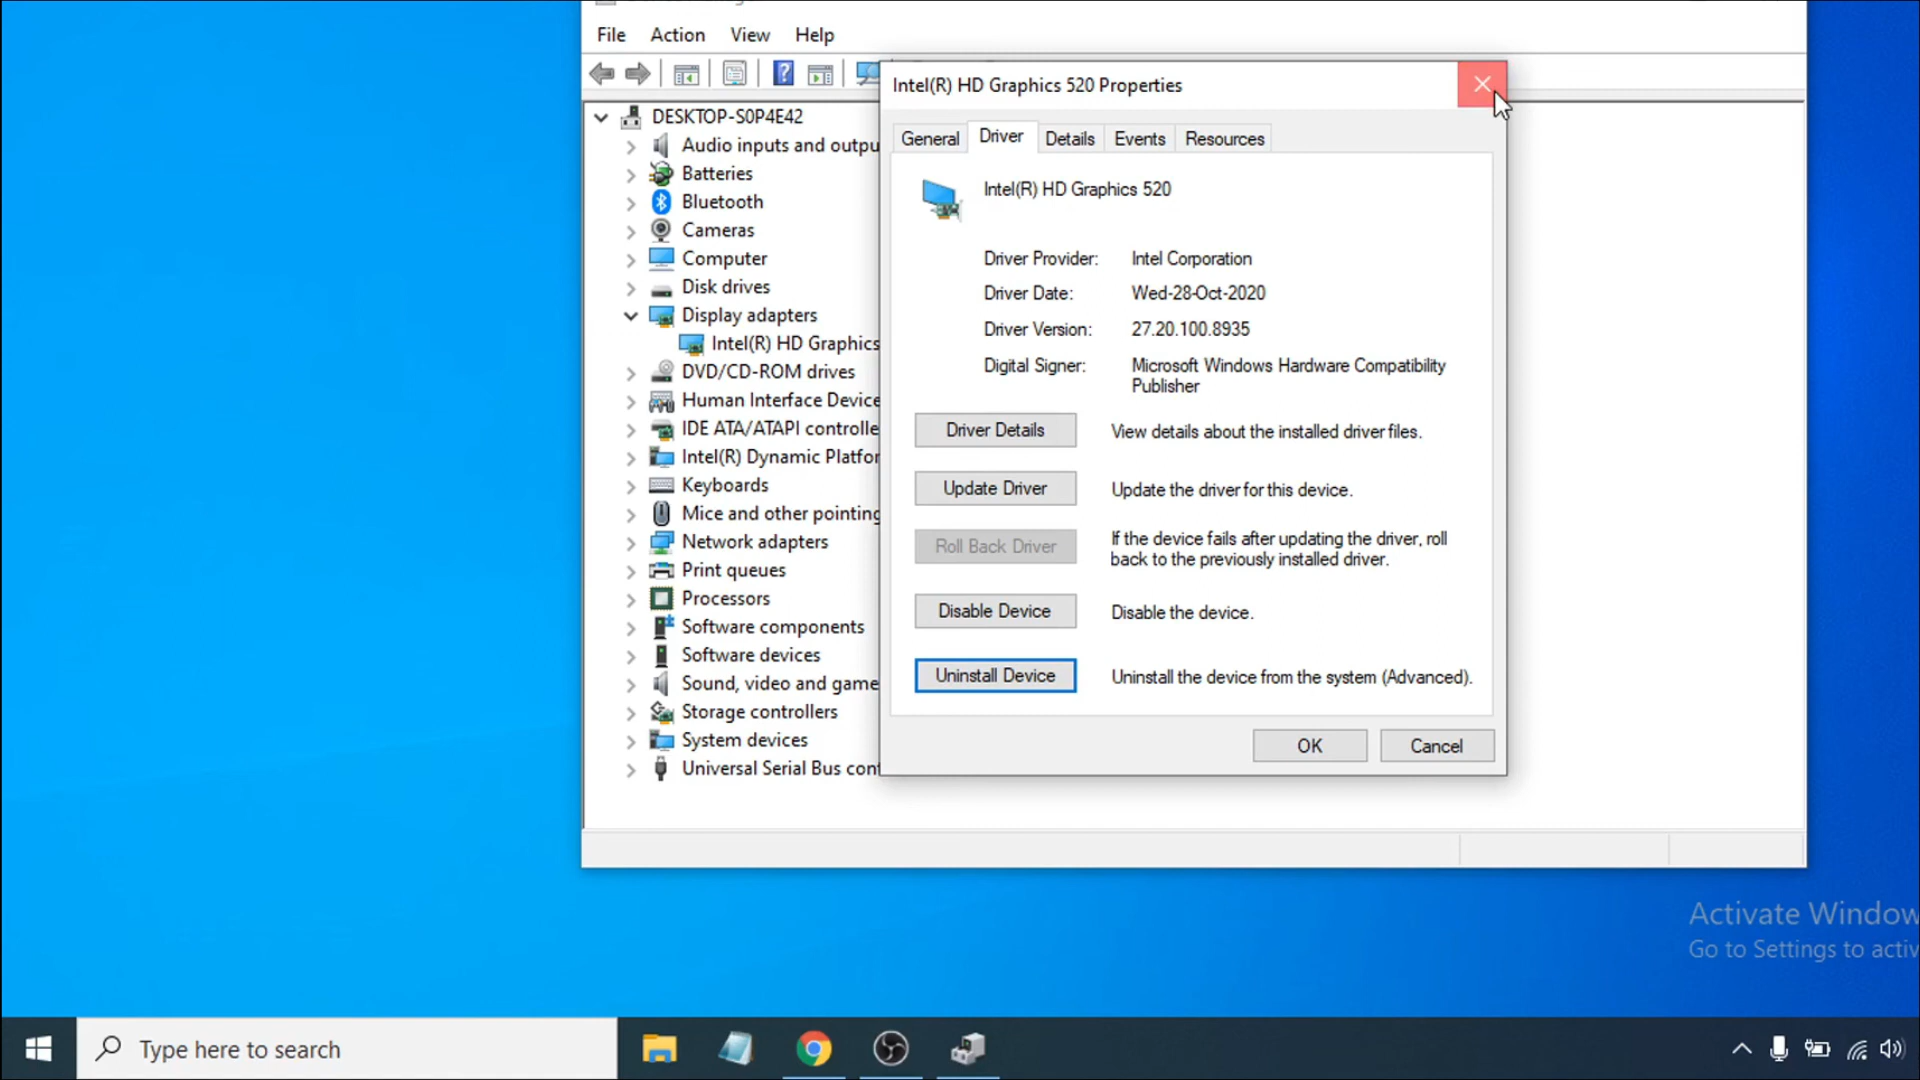 File Action View Help
Intel(R) HD Graphics 520 Properties
DESKTOP-S0P4E42
Audio inputs and outpu
Batteries
Bluetooth
Cameras
Computer
Disk drives
Display adapters
Intel(R) HD Graphics
DVD/CD-ROM drives
Human Interface Device
IDE ATA/ATAPI controlle
Intel(R) Dynamic Platfor
Keyboards
Mice and other pointing
Network adapters
Print queues
Processors
Software components
Software devices
Sound, video and game
Storage controllers
System devices
Universal Serial Bus con
General Driver Details Events Resources
Intel(R) HD Graphics 520
Driver Provider: Intel Corporation
Driver Date: Wed-28-Oct-2020
Driver Version: 27.20.100.8935
Digital Signer: Microsoft Windows Hardware Compatibility
Publisher
Driver Details View details about the installed driver files.
Update Driver Update the driver for this device.
Roll Back Driver If the device fails after updating the driver, roll
back to the previously installed driver.
Disable Device Disable the device.
Uninstall Device Uninstall the device from the system (Advanced).
OK Cancel
Activate Window
Go to Settings to activ
Type here to search